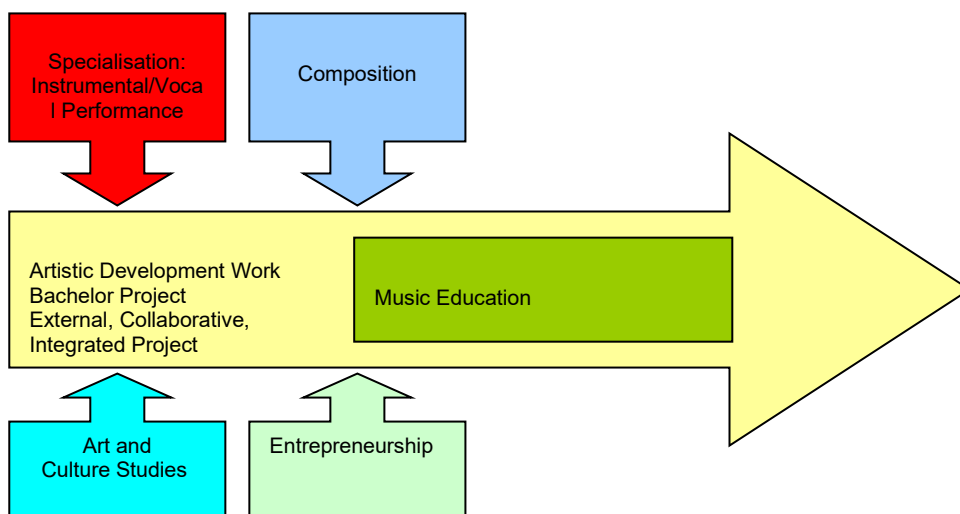 Specialisation:
Instrumental/Voca
l Performance
Composition
Artistic Development Work
Bachelor Project
External, Collaborative,
Integrated Project
Music Education
Art and
Culture Studies
Entrepreneurship